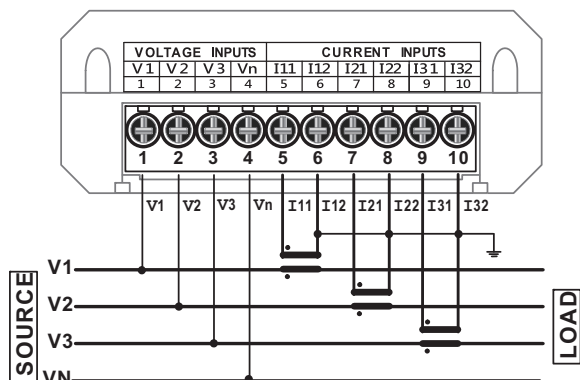 VOLTAGE INPUTS CURRENT INPUTS
V1 V2 V3 Vn I11 I12 I21 I22 I31 I32
1 2 3 4 5 6 7 8 9 10
1 2 3 4 5 6 7 8 9 10
V1 V2 V3 Vn I11 I12 I21 I22 I31 I32
SOURCE
V1
V2
V3
VN
LOAD